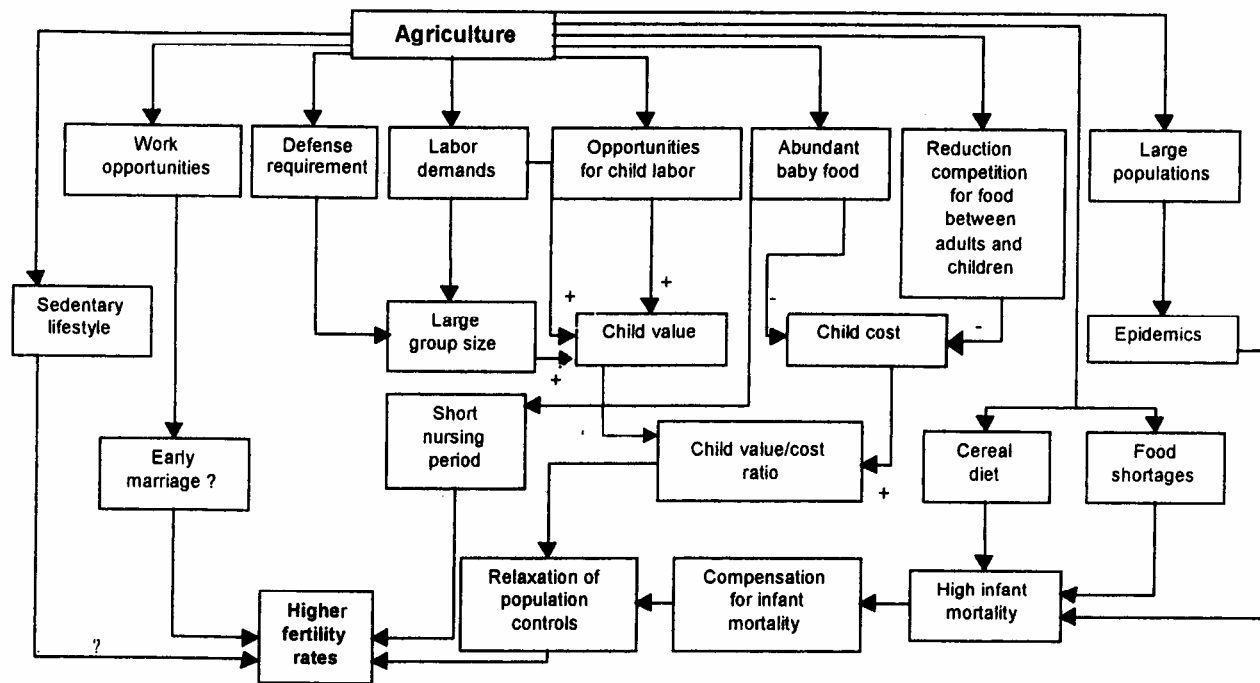 Agriculture
Work
opportunities
Defense
requirement
Labor
demands
Opportunities
for child labor
Abundant
baby food
Reduction
competition
for food
between
adults and
children
Large
populations
Sedentary
lifestyle
Large
group size
+
+
+
Child value
-
Child cost
-
Epidemics
Short
nursing
period
Early
marriage ?
Child value/cost
ratio
+
Cereal
diet
Food
shortages
Higher
fertility
rates
?
Relaxation of
population
controls
Compensation
for infant
mortality
High infant
mortality